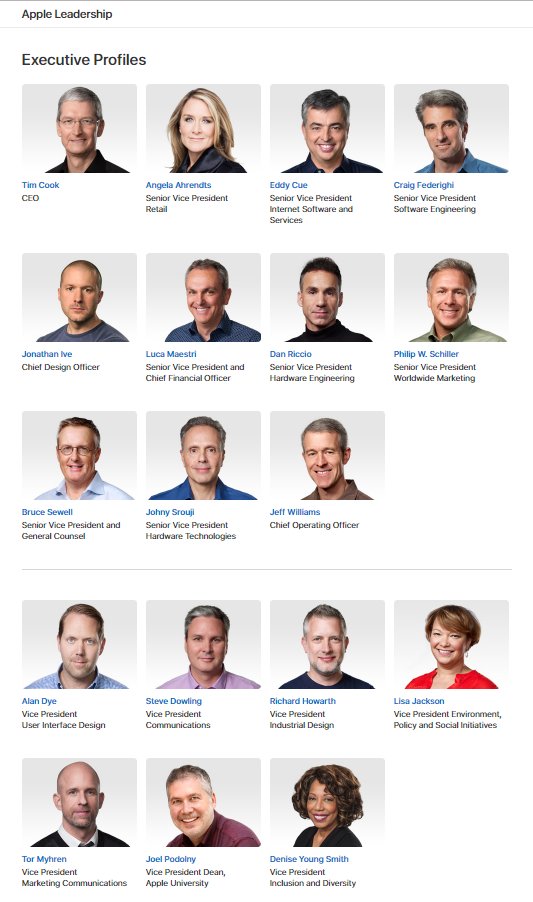 Apple Leadership
Executive Profiles
Tim Cook
CEO
Angela Ahrendts
Senior Vice President
Retail
Eddy Cue
Senior Vice President
Internet Software and
Services
Craig Federighi
Senior Vice President
Software Engineering
Jonathan Ive
Chief Design Officer
Luca Maestri
Senior Vice President and
Chief Financial Officer
Dan Riccio
Senior Vice President
Hardware Engineering
Philip W. Schiller
Senior Vice President
Worldwide Marketing
Bruce Sewell
Senior Vice President and
General Counsel
Johny Srouji
Senior Vice President
Hardware Technologies
Jeff Williams
Chief Operating Officer
Alan Dye
Vice President
User Interface Design
Steve Dowling
Vice President
Communications
Richard Howarth
Vice President
Industrial Design
Lisa Jackson
Vice President Environment,
Policy and Social Initiatives
Tor Myhren
Vice President
Marketing Communications
Joel Podolny
Vice President Dean,
Apple University
Denise Young Smith
Vice President
Inclusion and Diversity